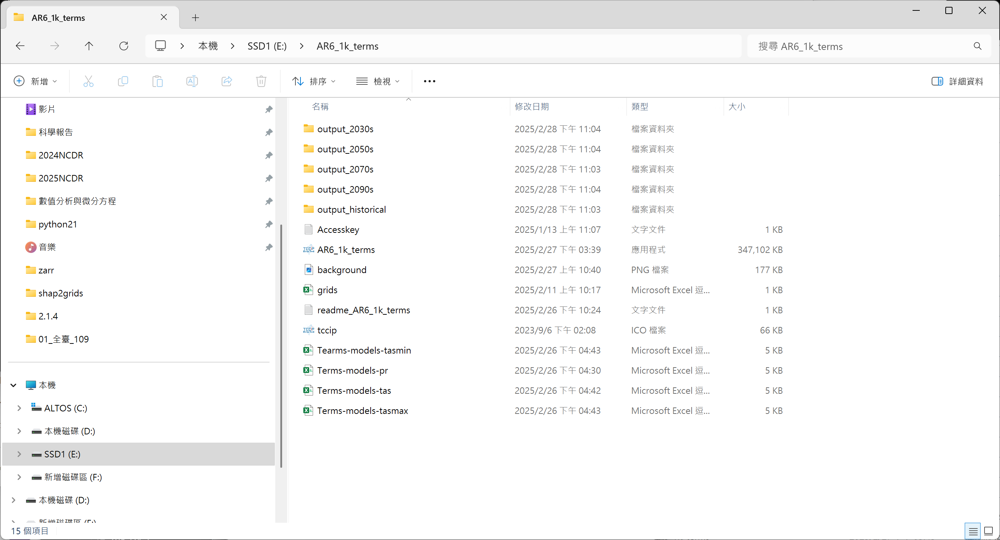 AR6_1k_terms
本機 SSD1 (E:) AR6_1k_terms
搜尋 AR6_1k_terms
新增 排序 檢視 詳細資料
影片
科學報告
2024NCDR
2025NCDR
數值分析與微分方程
python21
音樂
zarr
shap2grids
2.1.4
01_全臺_109
本機
ALTOS (C:)
本機磁碟 (D:)
SSD1 (E:)
新增磁碟區 (F:)
本機磁碟 (D:)
名稱 修改日期 類型 大小
output_2030s 2025/2/28 下午 11:04 檔案資料夾
output_2050s 2025/2/28 下午 11:04 檔案資料夾
output_2070s 2025/2/28 下午 11:03 檔案資料夾
output_2090s 2025/2/28 下午 11:04 檔案資料夾
output_historical 2025/2/28 下午 11:03 檔案資料夾
Accesskey 2025/1/13 上午 11:07 文字文件 1 KB
AR6_1k_terms 2025/2/27 下午 03:39 應用程式 347,102 KB
background 2025/2/27 上午 10:40 PNG 檔案 177 KB
grids 2025/2/11 上午 10:17 Microsoft Excel 逗... 1 KB
readme_AR6_1k_terms 2025/2/26 下午 10:24 文字文件 1 KB
tccip 2023/9/6 下午 02:08 ICO 檔案 66 KB
Tearms-models-tasmin 2025/2/26 下午 04:43 Microsoft Excel 逗... 5 KB
Terms-models-pr 2025/2/26 下午 04:30 Microsoft Excel 逗... 5 KB
Terms-models-tas 2025/2/26 下午 04:42 Microsoft Excel 逗... 5 KB
Terms-models-tasmax 2025/2/26 下午 04:43 Microsoft Excel 逗... 5 KB
15 個項目